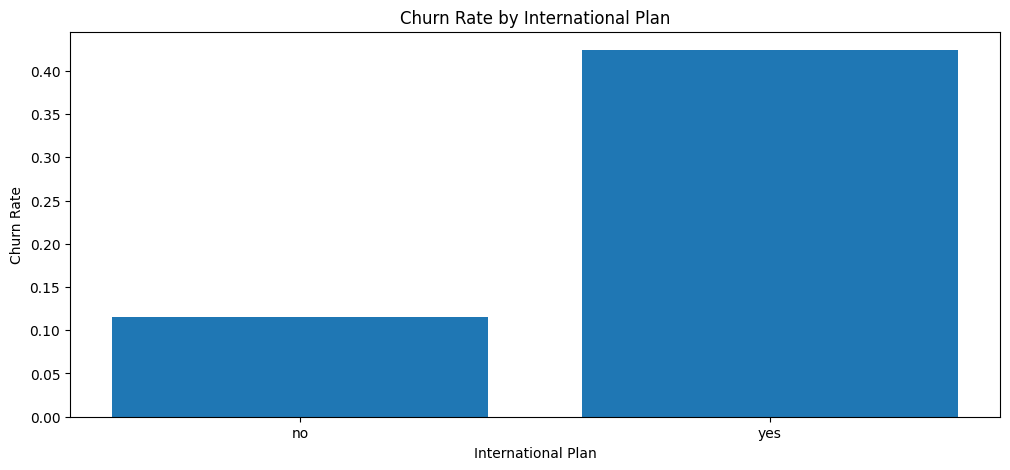 Churn Rate by International Plan
Churn Rate
0.40
0.35
0.30
0.25
0.20
0.15
0.10
0.05
0.00
no yes
International Plan